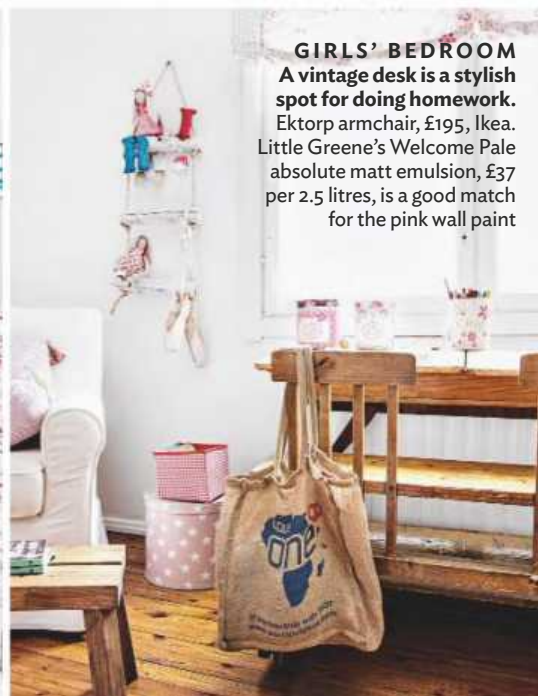 GIRLS' BEDROOM
A vintage desk is a stylish
spot for doing homework.
Ektorp armchair, £195, Ikea.
Little Greene's Welcome Pale
absolute matt emulsion, £37
per 2.5 litres, is a good match
for the pink wall paint
one